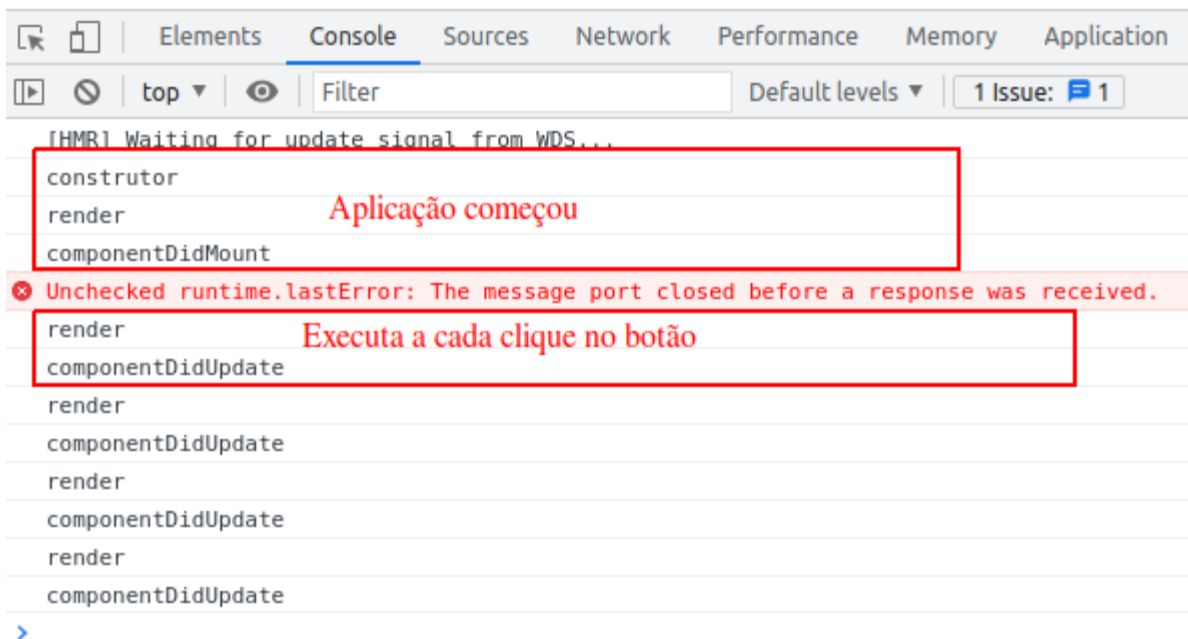 Elements Console Sources Network Performance Memory Application
top Filter Default levels 1 Issue: 1
[HMR] Waiting for update signal from WDS...
construtor
render
Aplicação começou
componentDidMount
Unchecked runtime.lastError: The message port closed before a response was received.
render
Executa a cada clique no botão
componentDidUpdate
render
componentDidUpdate
render
componentDidUpdate
render
componentDidUpdate